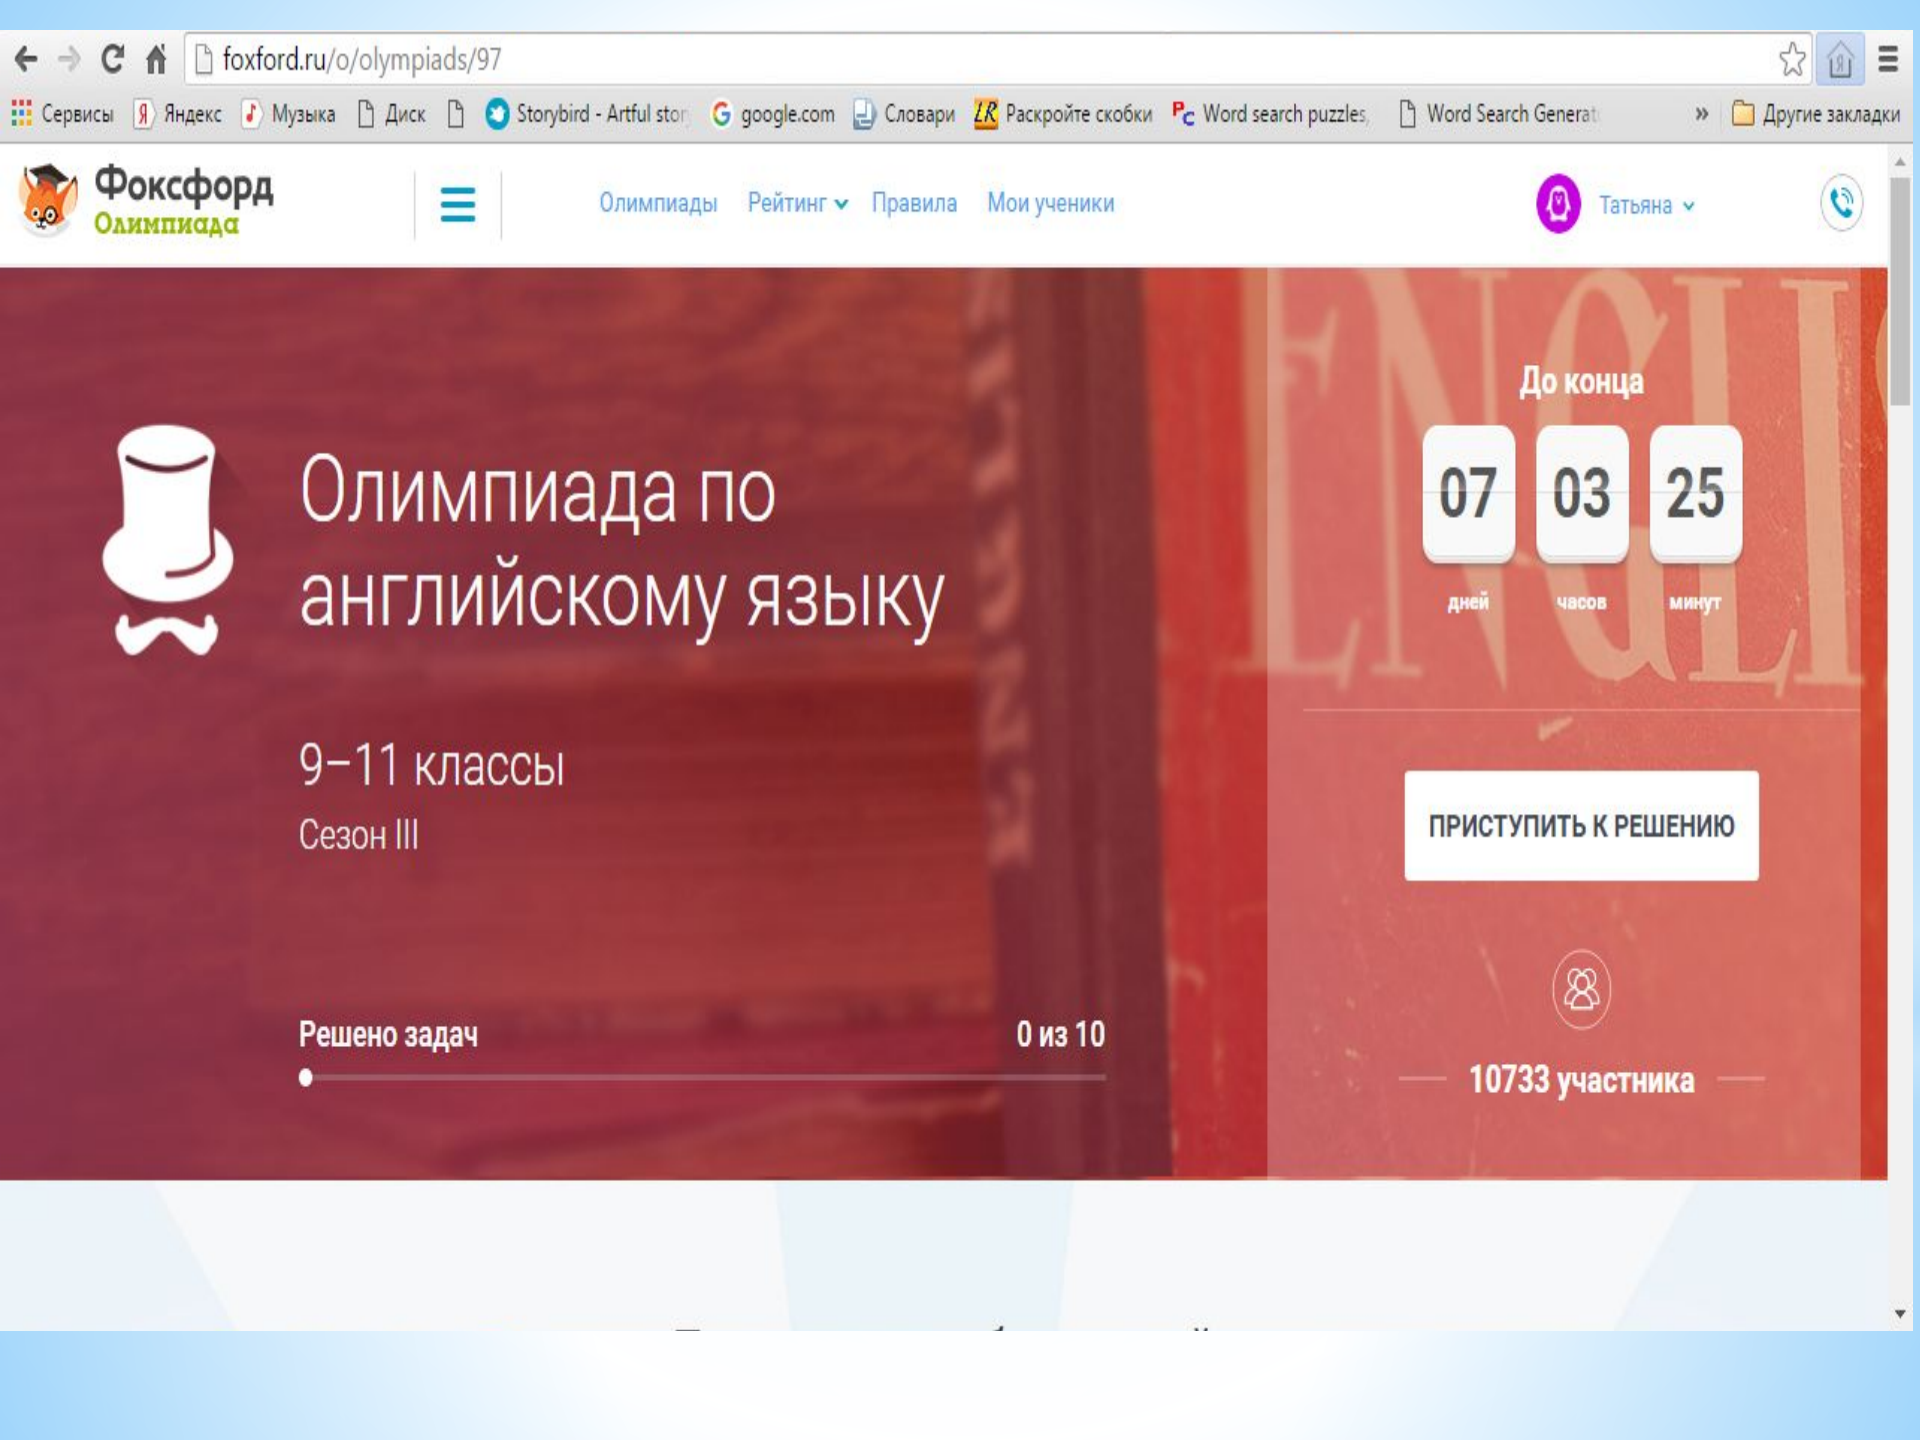 foxford.ru/o/olympiads/97
Сервисы Яндекс Музыка Диск Storybird - Artful stor google.com Словари Раскройте скобки Word search puzzles, Word Search Generat » Другие закладки
Фоксфорд
Олимпиада
Олимпиады Рейтинг Правила Мои ученики Татьяна
ENGLI
До конца
07 03 25
дней часов минут
Олимпиада по
английскому языку
9–11 классы
Сезон III
ПРИСТУПИТЬ К РЕШЕНИЮ
Решено задач 0 из 10
10733 участника